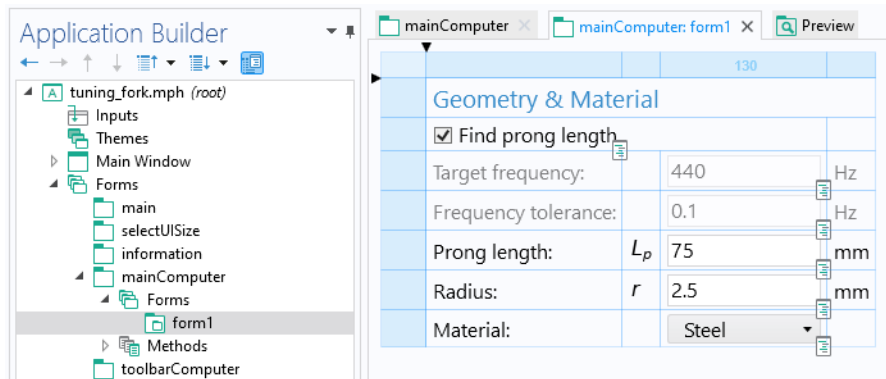 Application Builder
tuning_fork.mph (root)
Inputs
Themes
Main Window
Forms
main
selectUISize
information
mainComputer
Forms
form1
Methods
toolbarComputer
mainComputer
mainComputer: form1
Preview
130
Geometry & Material
Find prong length
Target frequency: 440 Hz
Frequency tolerance: 0.1 Hz
Prong length: Lp 75 mm
Radius: r 2.5 mm
Material: Steel